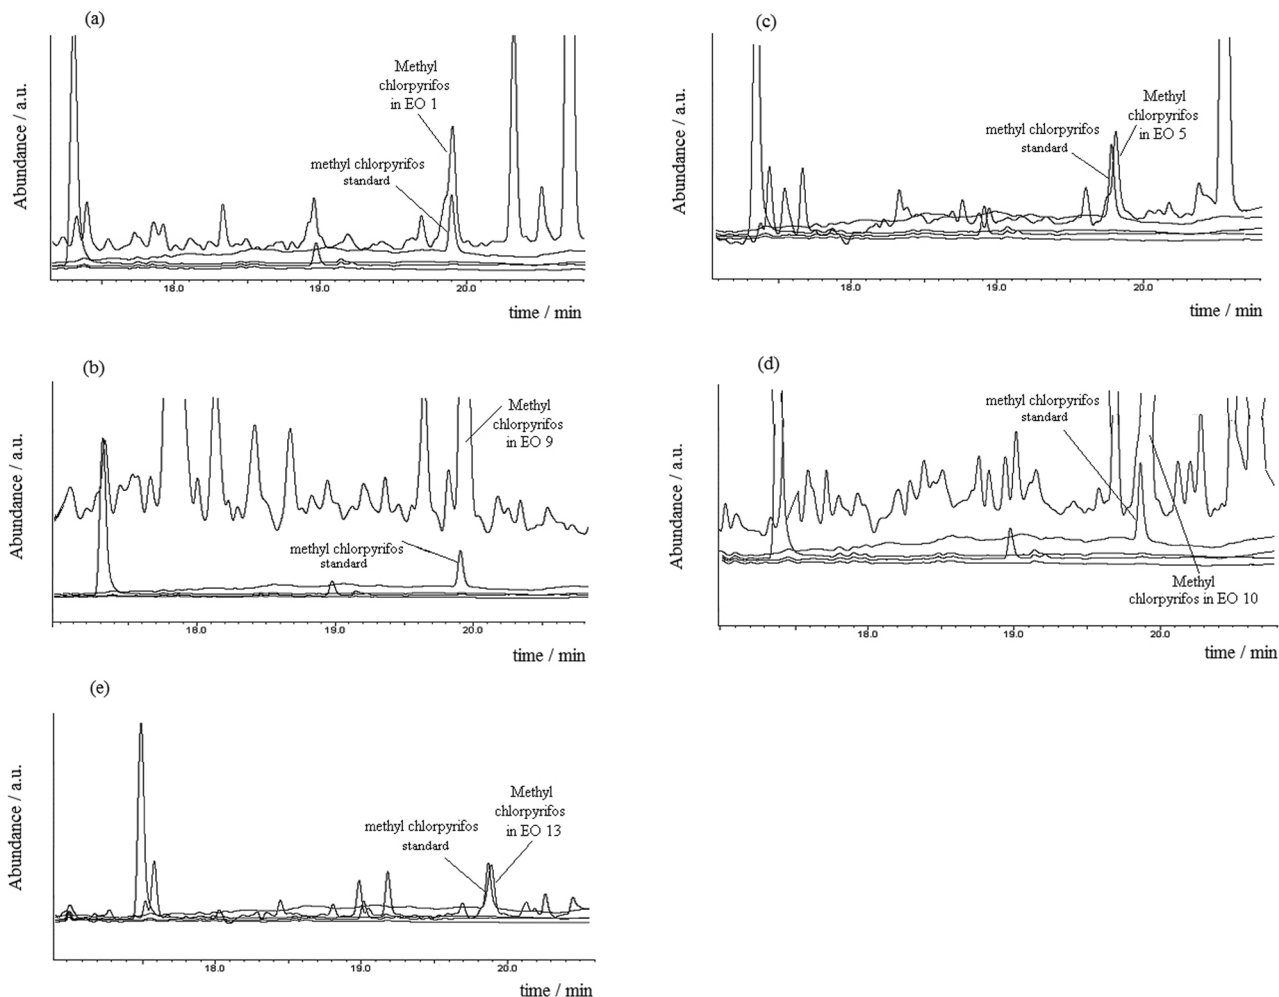 (a)
Abundance / a.u.
Methyl
chlorpyrifos
in EO 1
methyl chlorpyrifos
standard
18.0 19.0 20.0
time / min
(c)
Abundance / a.u.
Methyl
chlorpyrifos
in EO 5
methyl chlorpyrifos
standard
18.0 19.0 20.0
time / min
(b)
Abundance / a.u.
Methyl
chlorpyrifos
in EO 9
methyl chlorpyrifos
standard
18.0 19.0 20.0
time / min
(d)
Abundance / a.u.
methyl chlorpyrifos
standard
Methyl
chlorpyrifos in EO 10
18.0 19.0 20.0
time / min
(e)
Abundance / a.u.
Methyl
chlorpyrifos
in EO 13
methyl chlorpyrifos
standard
18.0 19.0 20.0
time / min